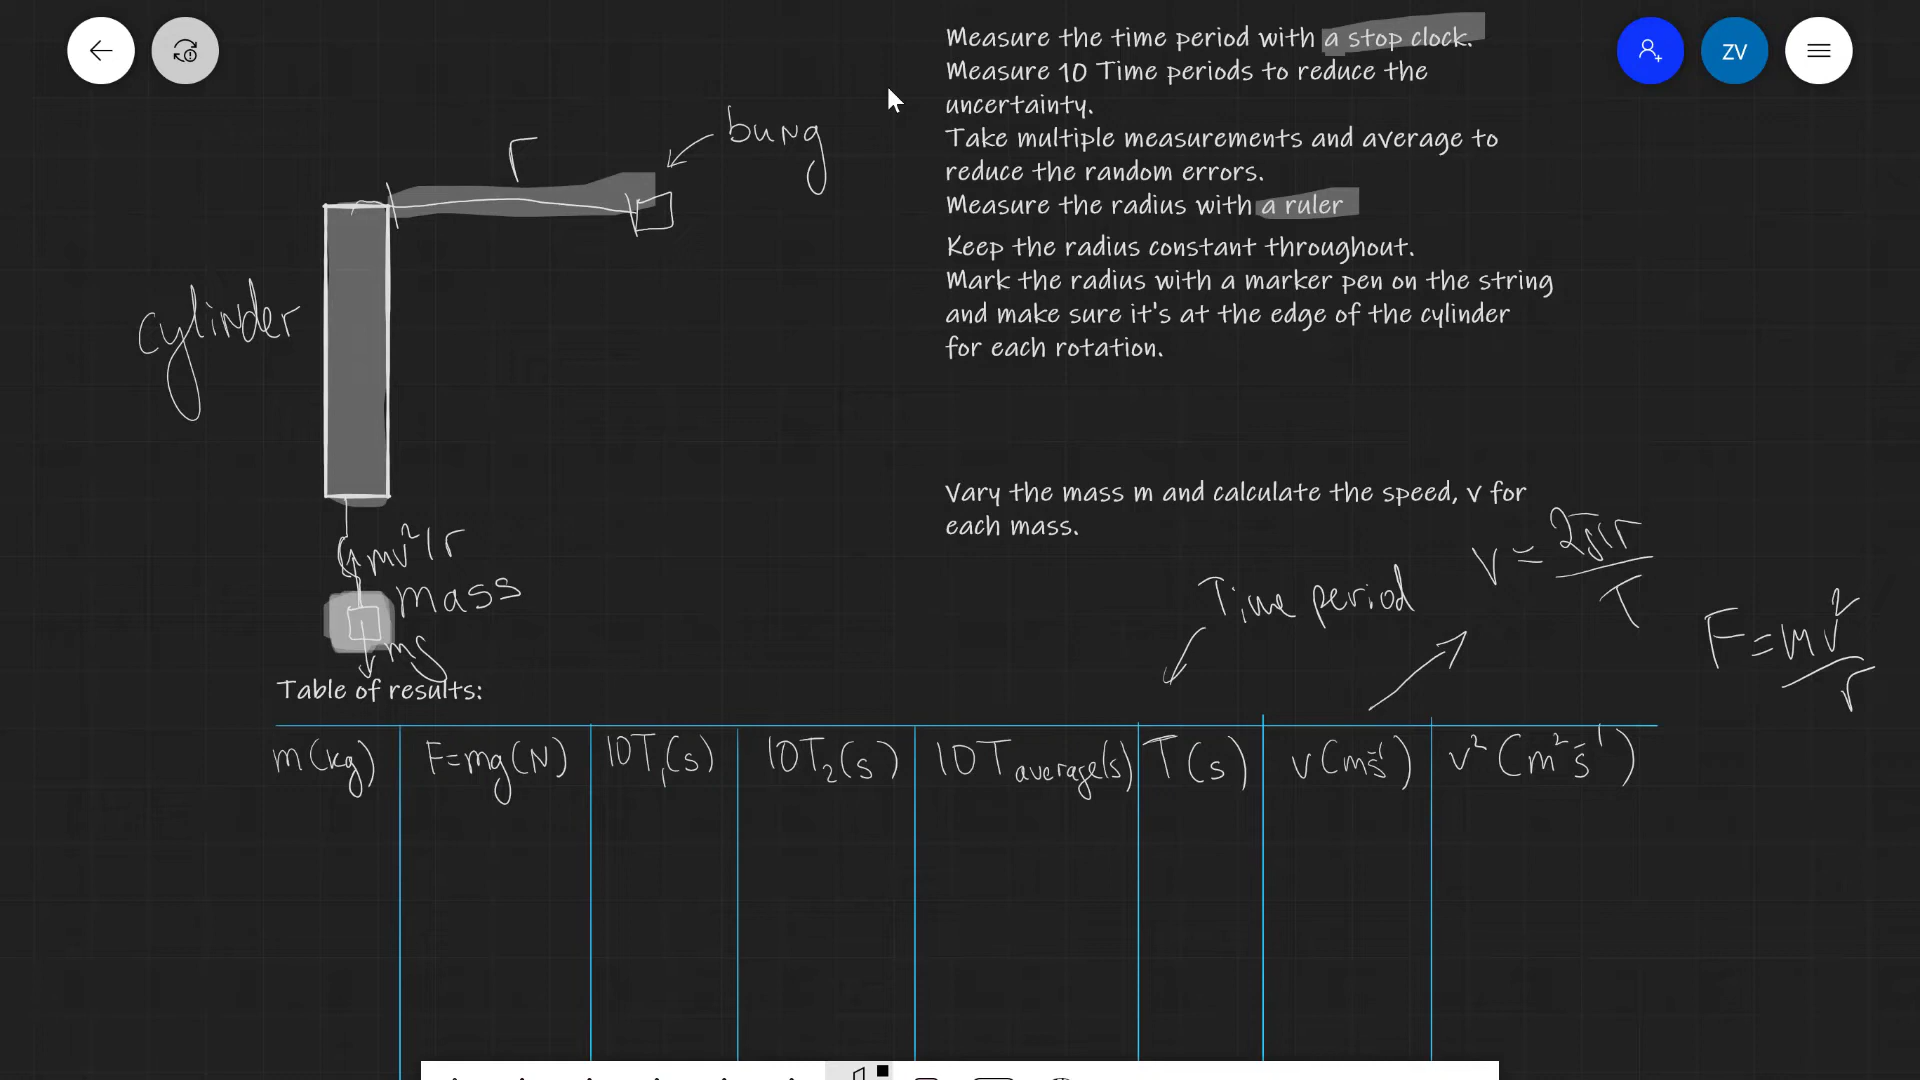 Measure the time period with a stop clock.
Measure 10 Time periods to reduce the
uncertainty.
Take multiple measurements and average to
reduce the random errors.
Measure the radius with a ruler
Keep the radius constant throughout.
Mark the radius with a marker pen on the string
and make sure it's at the edge of the cylinder
for each rotation.
ZV
r
bung
cylinder
mv²/r
mass
mg
Vary the mass m and calculate the speed, v for
each mass.
Time period
v = 2πr/T
F = mv²/r
Table of results:
m(kg) F=mg(N) 10T₁(s) 10T₂(s) 10Taverage(s) T(s) v(ms⁻¹) v²(m²s⁻¹)